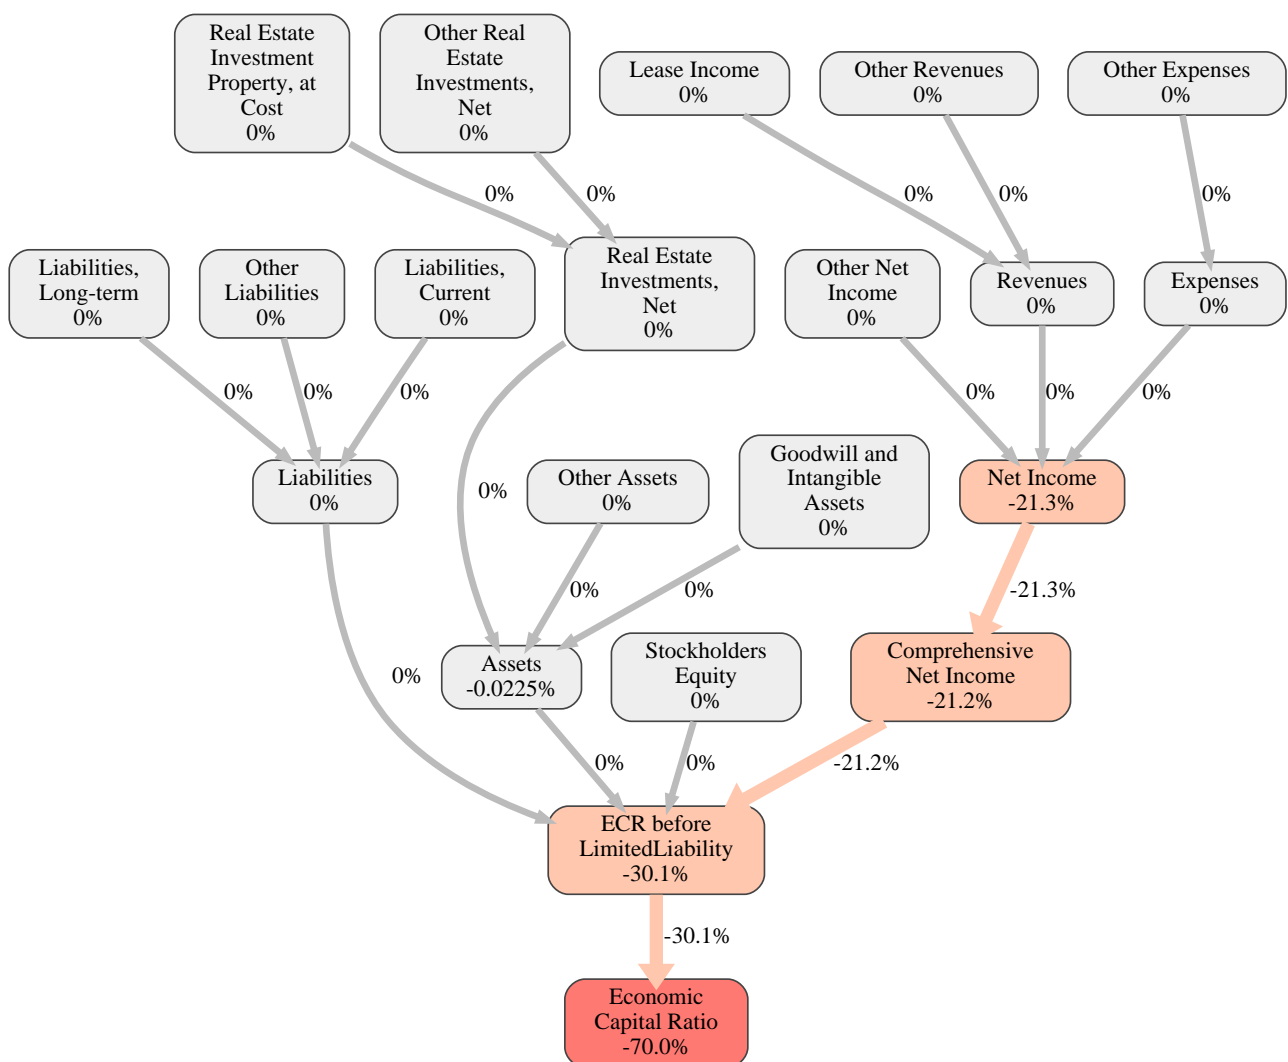 Real Estate
Investment
Property, at
Cost
0%
Other Real
Estate
Investments,
Net
0%
Lease Income
0%
Other Revenues
0%
Other Expenses
0%
0%
0%
0%
0%
0%
Liabilities,
Long-term
0%
Other
Liabilities
0%
Liabilities,
Current
0%
Real Estate
Investments,
Net
0%
Other Net
Income
0%
Revenues
0%
Expenses
0%
0%
0%
0%
0%
0%
0%
Liabilities
0%
0%
Other Assets
0%
Goodwill and
Intangible
Assets
0%
Net Income
-21.3%
0%
0%
-21.3%
0%
Assets
-0.0225%
Stockholders
Equity
0%
Comprehensive
Net Income
-21.2%
0%
0%
-21.2%
ECR before
LimitedLiability
-30.1%
-30.1%
Economic
Capital Ratio
-70.0%